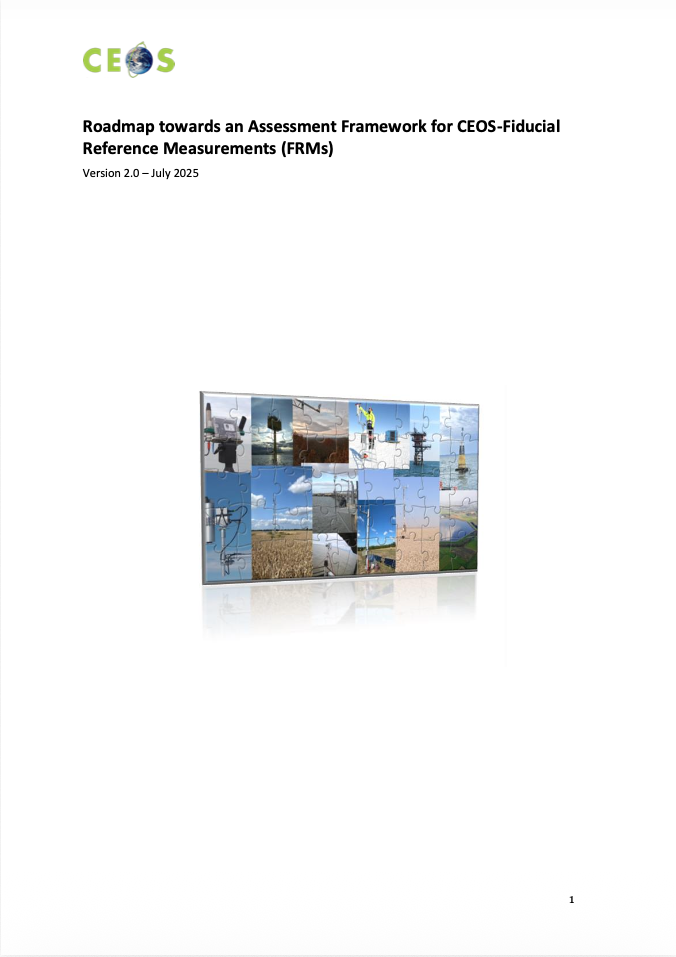 CEOS
Roadmap towards an Assessment Framework for CEOS-Fiducial
Reference Measurements (FRMs)
Version 2.0 – July 2025
1